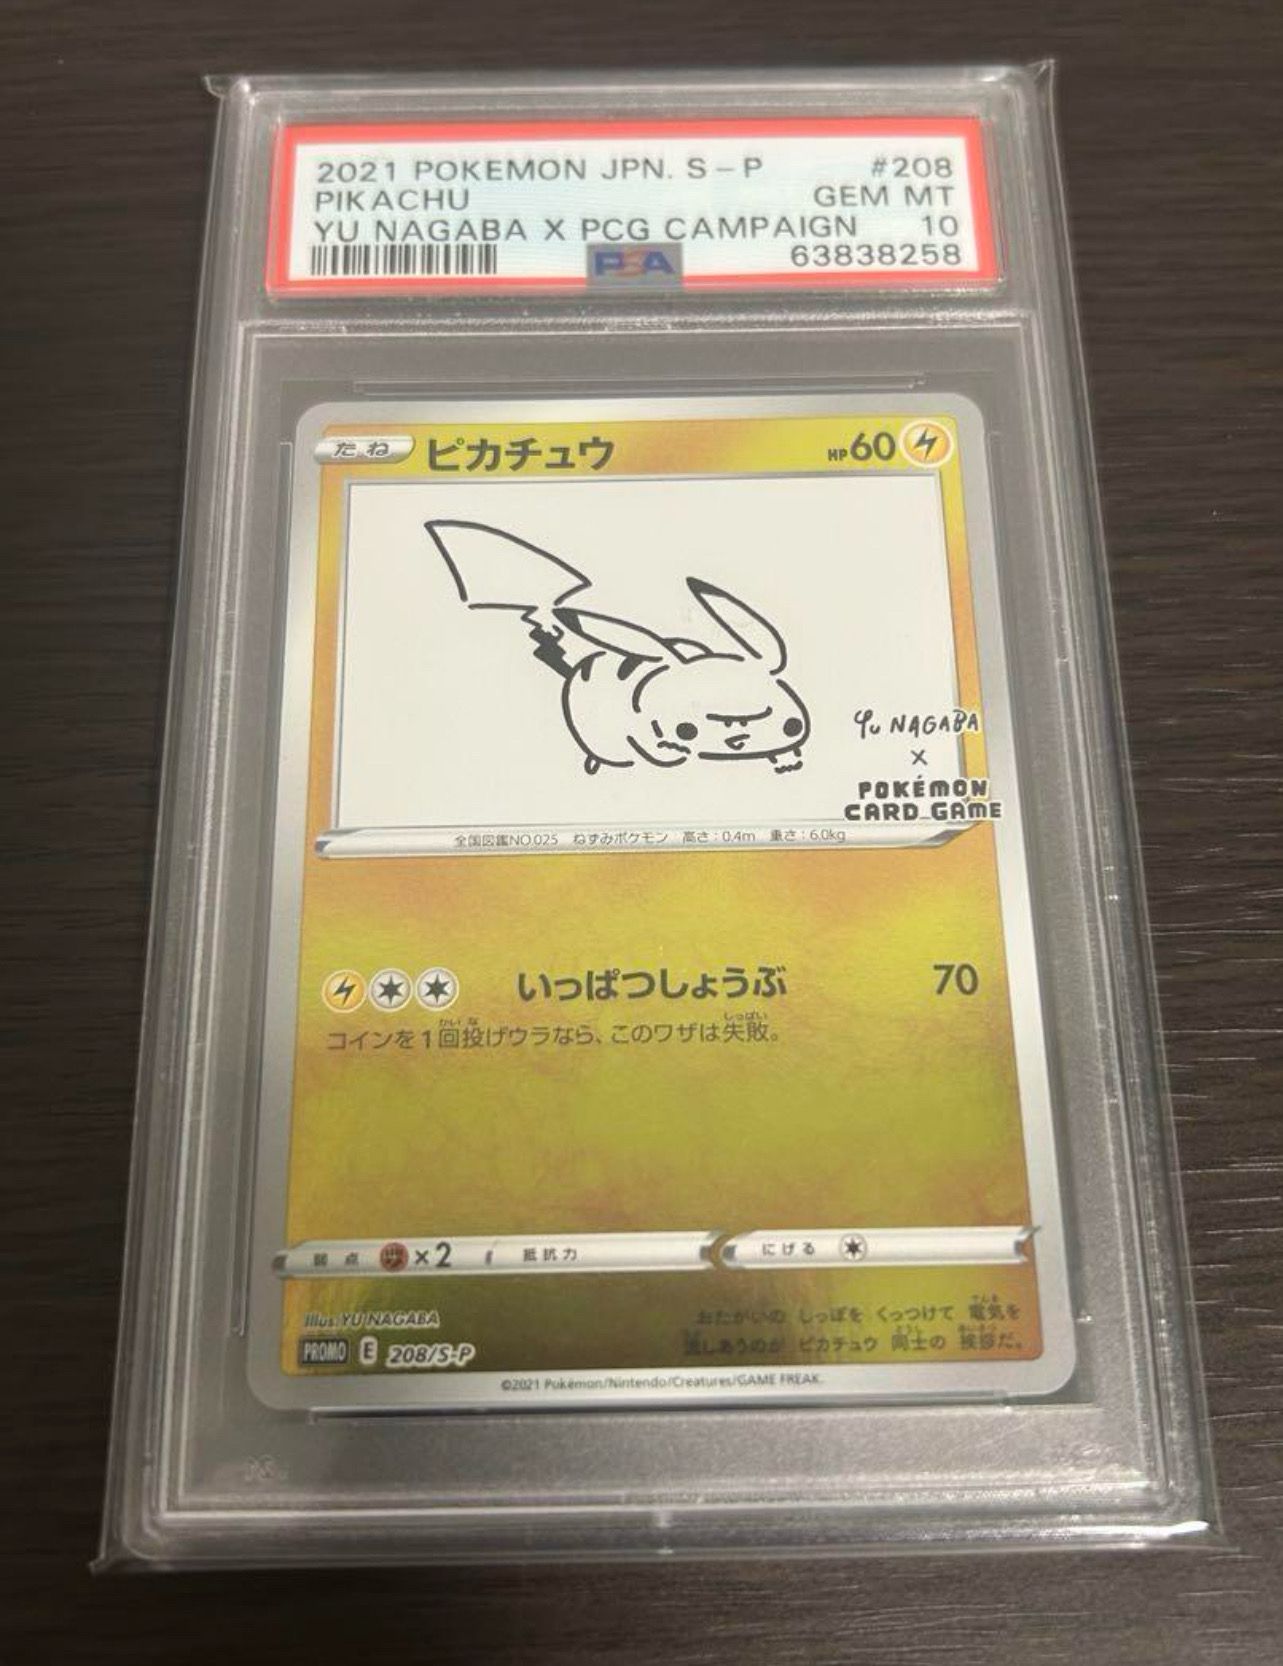 2021 POKEMON JPN. S-P #208
PIKACHU GEM MT
YU NAGABA X PCG CAMPAIGN 10
PSA 63838258
たね ピカチュウ HP60
YU NAGABA
×
POKÉMON
CARD GAME
全国図鑑NO.025 ねずみポケモン 高さ:0.4m 重さ:6.0kg
いっぱつしょうぶ 70
コインを1回投げウラなら、このワザは失敗。
弱点 ×2 抵抗力 にげる
Illus. YU NAGABA
PROMO E 208/S-P
おたがいの しっぽを くっつけて 電気を
流しあうのが ピカチュウ 同士の 挨拶だ。
©2021 Pokémon/Nintendo/Creatures/GAME FREAK.